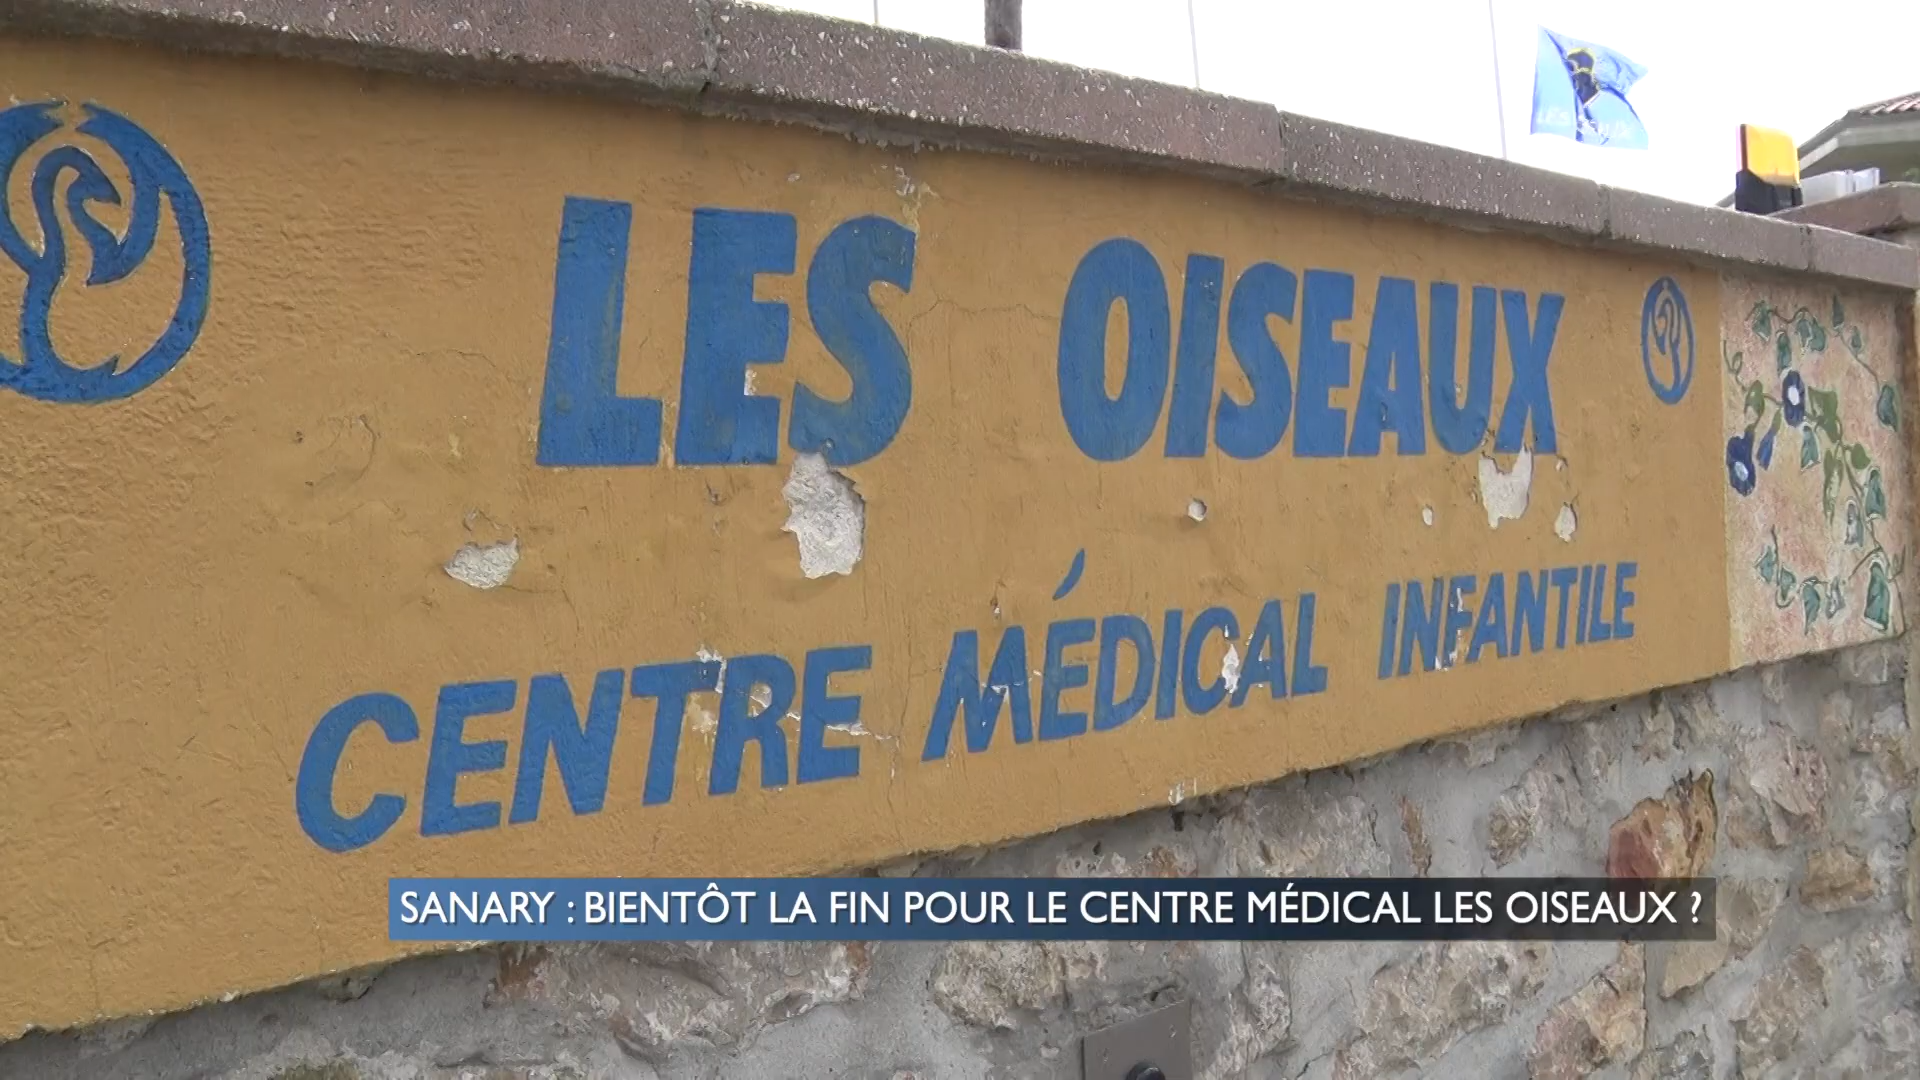 LES OISEAUX
CENTRE MÉDICAL INFANTILE
SANARY : BIENTÔT LA FIN POUR LE CENTRE MÉDICAL LES OISEAUX ?